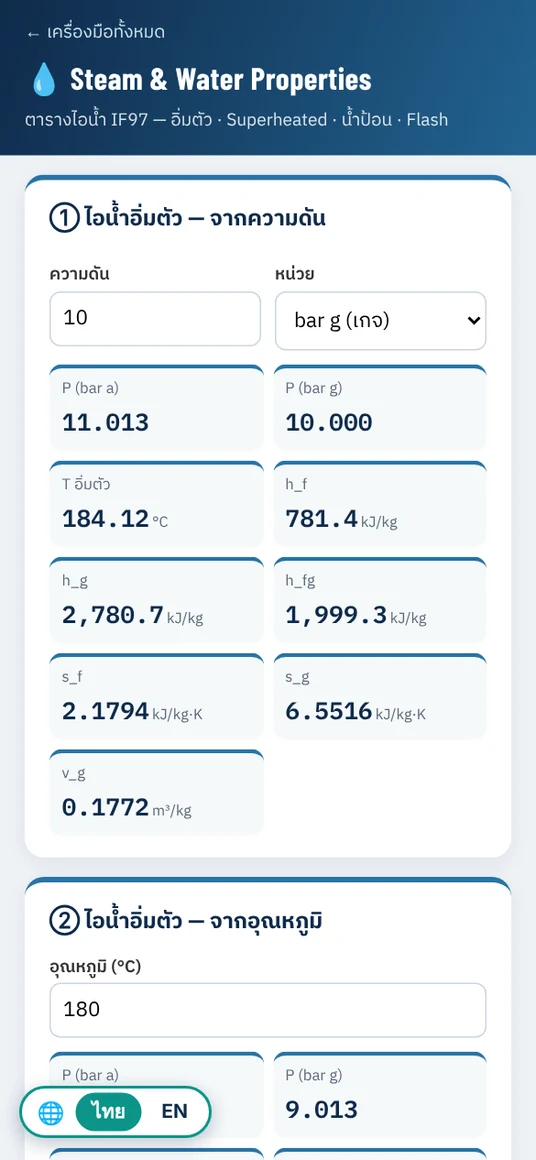 ← เครื่องมือทั้งหมด
Steam & Water Properties
ตารางไอน้ำ IF97 — อิ่มตัว · Superheated · น้ำป้อน · Flash
① ไอน้ำอิ่มตัว — จากความดัน
ความดัน หน่วย
10 bar g (เกจ)
P (bar a) P (bar g)
11.013 10.000
T อิ่มตัว h_f
184.12 °C 781.4 kJ/kg
h_g h_fg
2,780.7 kJ/kg 1,999.3 kJ/kg
s_f s_g
2.1794 kJ/kg·K 6.5516 kJ/kg·K
v_g
0.1772 m³/kg
② ไอน้ำอิ่มตัว — จากอุณหภูมิ
อุณหภูมิ (°C)
180
P (bar a) P (bar g)
9.013
ไทย EN